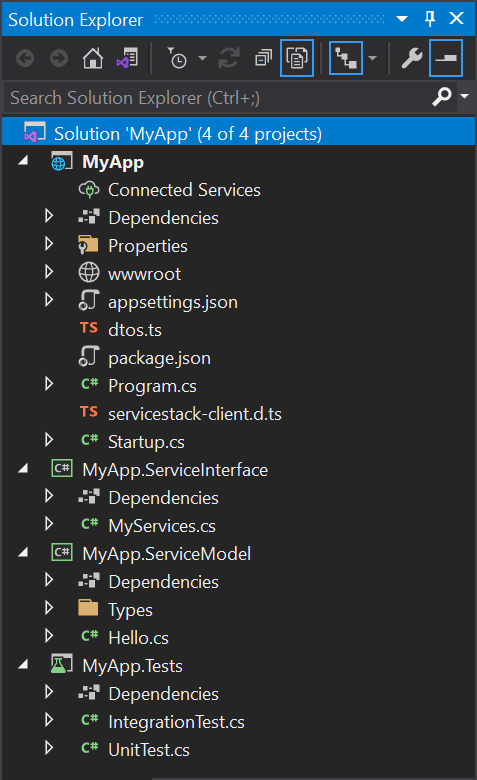 Solution Explorer
Search Solution Explorer (Ctrl+;)
Solution 'MyApp' (4 of 4 projects)
MyApp
Connected Services
Dependencies
Properties
wwwroot
appsettings.json
TS dtos.ts
package.json
C# Program.cs
TS servicestack-client.d.ts
C# Startup.cs
C# MyApp.ServiceInterface
Dependencies
C# MyServices.cs
C# MyApp.ServiceModel
Dependencies
Types
C# Hello.cs
MyApp.Tests
Dependencies
C# IntegrationTest.cs
C# UnitTest.cs